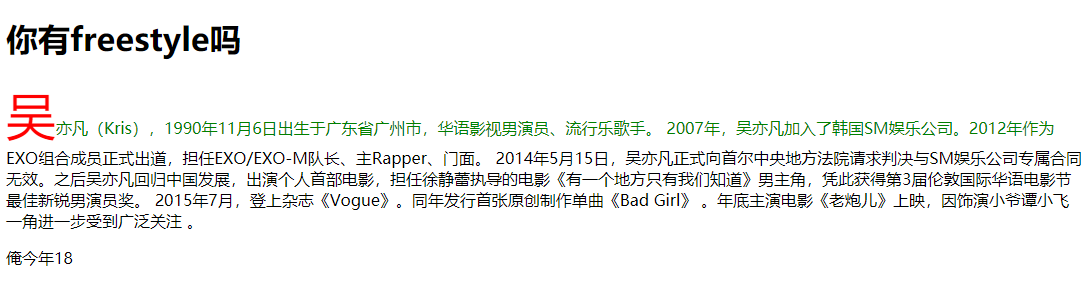 你有freestyle吗
吴亦凡（Kris），1990年11月6日出生于广东省广州市，华语影视男演员、流行乐歌手。 2007年，吴亦凡加入了韩国SM娱乐公司。2012年作为
EXO组合成员正式出道，担任EXO/EXO-M队长、主Rapper、门面。 2014年5月15日，吴亦凡正式向首尔中央地方法院请求判决与SM娱乐公司专属合同
无效。之后吴亦凡回归中国发展，出演个人首部电影，担任徐静蕾执导的电影《有一个地方只有我们知道》男主角，凭此获得第3届伦敦国际华语电影节
最佳新锐男演员奖。 2015年7月，登上杂志《Vogue》。同年发行首张原创制作单曲《Bad Girl》 。年底主演电影《老炮儿》上映，因饰演小爷谭小飞
一角进一步受到广泛关注 。
俺今年18